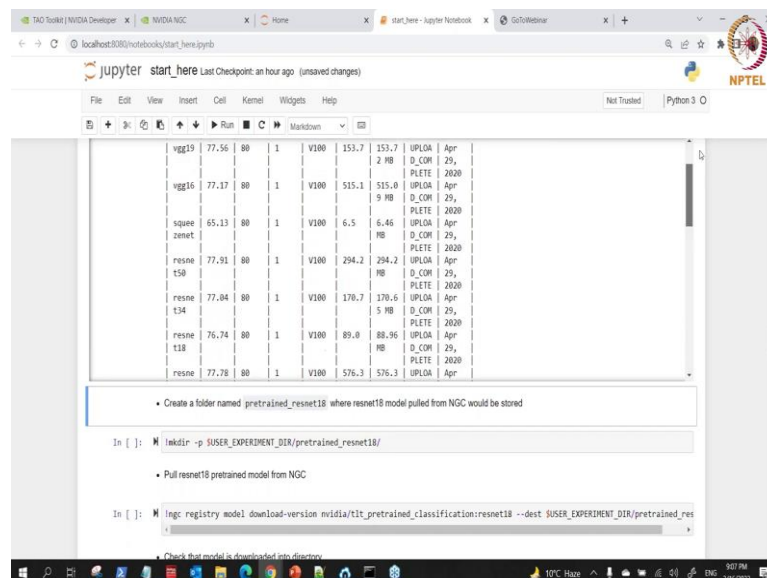 TAO Toolkit | NVIDIA Developer
NVIDIA NGC
Home
start_here - Jupyter Notebook
GoToWebinar
localhost:8080/notebooks/start_here.ipynb
NPTEL
jupyter start_here Last Checkpoint: an hour ago (unsaved changes)
File Edit View Insert Cell Kernel Widgets Help
Not Trusted
Python 3
Run
Markdown
| vgg19 | 77.56 | 80 | 1 | V100 | 153.7 | 153.7 | UPLOA | Apr
| | | | | | | 2 MB | D_COM | 29,
| | | | | | | | PLETE | 2020
| vgg16 | 77.17 | 80 | 1 | V100 | 515.1 | 515.0 | UPLOA | Apr
| | | | | | | 9 MB | D_COM | 29,
| | | | | | | | PLETE | 2020
| squee | 65.13 | 80 | 1 | V100 | 6.5 | 6.46 | UPLOA | Apr
| zenet | | | | | | MB | D_COM | 29,
| | | | | | | | PLETE | 2020
| resne | 77.91 | 80 | 1 | V100 | 294.2 | 294.2 | UPLOA | Apr
| t50 | | | | | | MB | D_COM | 29,
| | | | | | | | PLETE | 2020
| resne | 77.04 | 80 | 1 | V100 | 170.7 | 170.6 | UPLOA | Apr
| t34 | | | | | | 5 MB | D_COM | 29,
| | | | | | | | PLETE | 2020
| resne | 76.74 | 80 | 1 | V100 | 89.0 | 88.96 | UPLOA | Apr
| t18 | | | | | | MB | D_COM | 29,
| | | | | | | | PLETE | 2020
| resne | 77.78 | 80 | 1 | V100 | 576.3 | 576.3 | UPLOA | Apr
• Create a folder named pretrained_resnet18 where resnet18 model pulled from NGC would be stored
In [ ]: !mkdir -p $USER_EXPERIMENT_DIR/pretrained_resnet18/
• Pull resnet18 pretrained model from NGC
In [ ]: !ngc registry model download-version nvidia/tlt_pretrained_classification:resnet18 --dest $USER_EXPERIMENT_DIR/pretrained_res
• Check that model is downloaded into directory
10°C Haze
ENG
9:07 PM